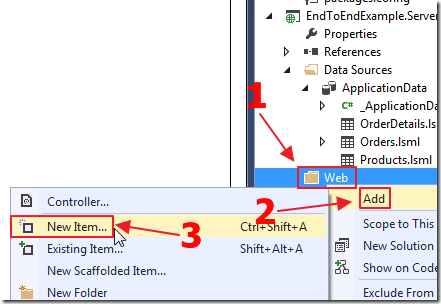 packages.config
EndToEndExample.Server
Properties
References
Data Sources
ApplicationData
C# _ApplicationDa
OrderDetails.ls
Orders.lsml
Products.lsml
1
Web
2
Add
Controller...
New Item... Ctrl+Shift+A
3
Existing Item... Shift+Alt+A
New Scaffolded Item...
New Folder
Scope to This
New Solution
Show on Code
Exclude From